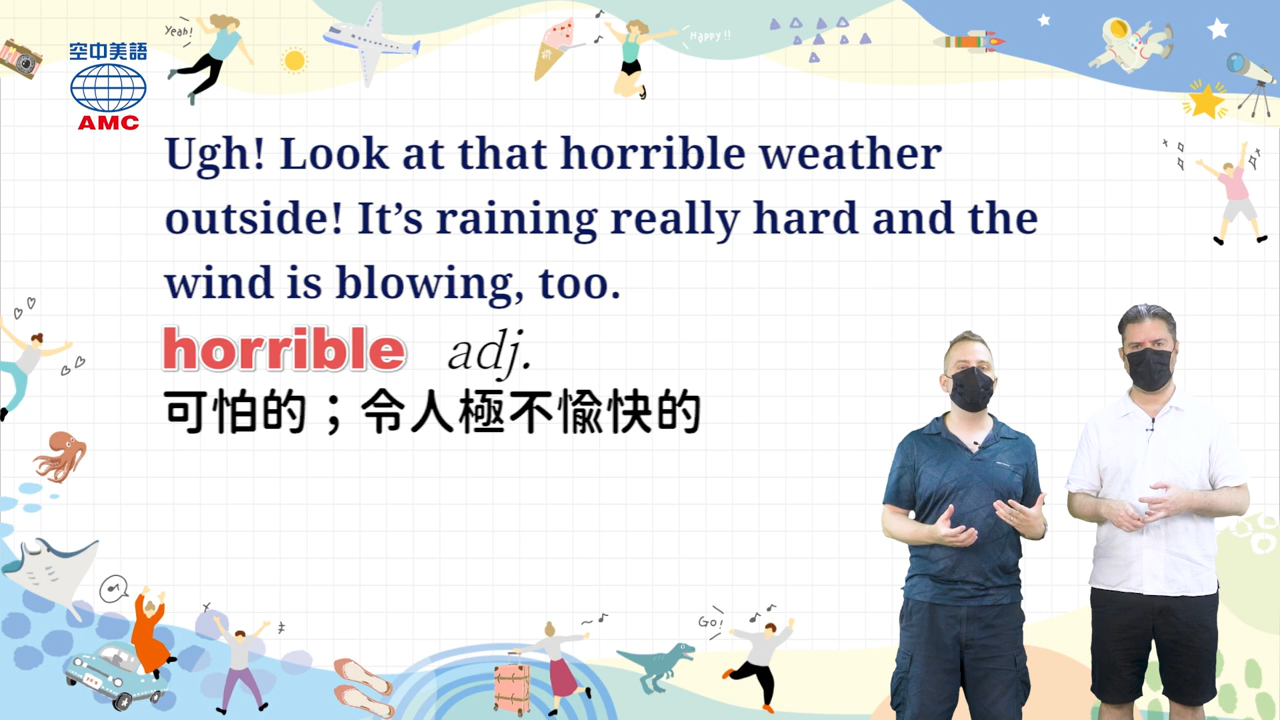 Yeah!
Happy!!
空中美語
AMC
Ugh! Look at that horrible weather
outside! It's raining really hard and the
wind is blowing, too.
horrible adj.
可怕的；令人極不愉快的
Go!